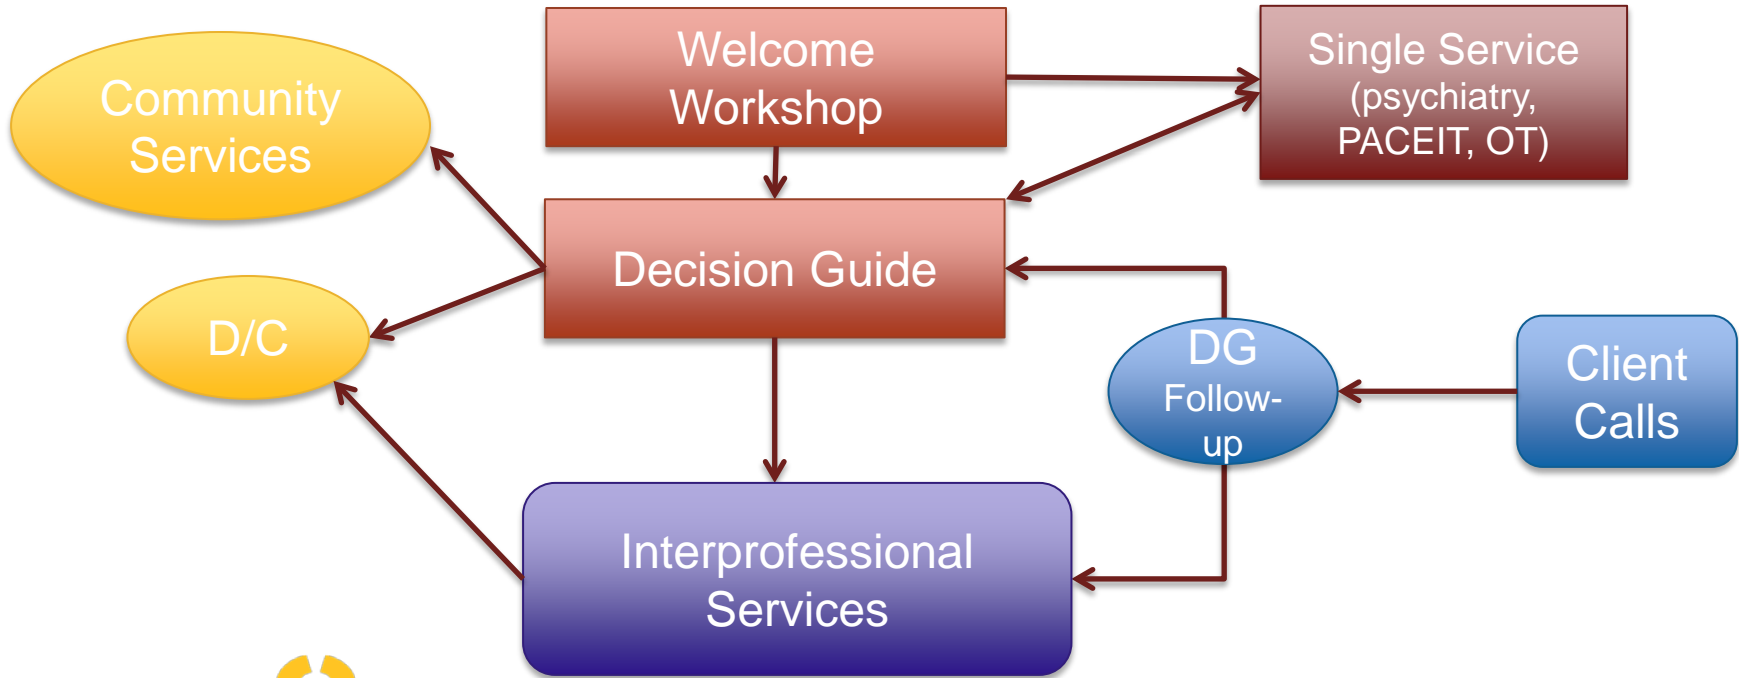 Welcome
Workshop
Single Service
(psychiatry,
PACEIT, OT)
Community
Services
Decision Guide
D/C
DG
Follow-
up
Client
Calls
Interprofessional
Services